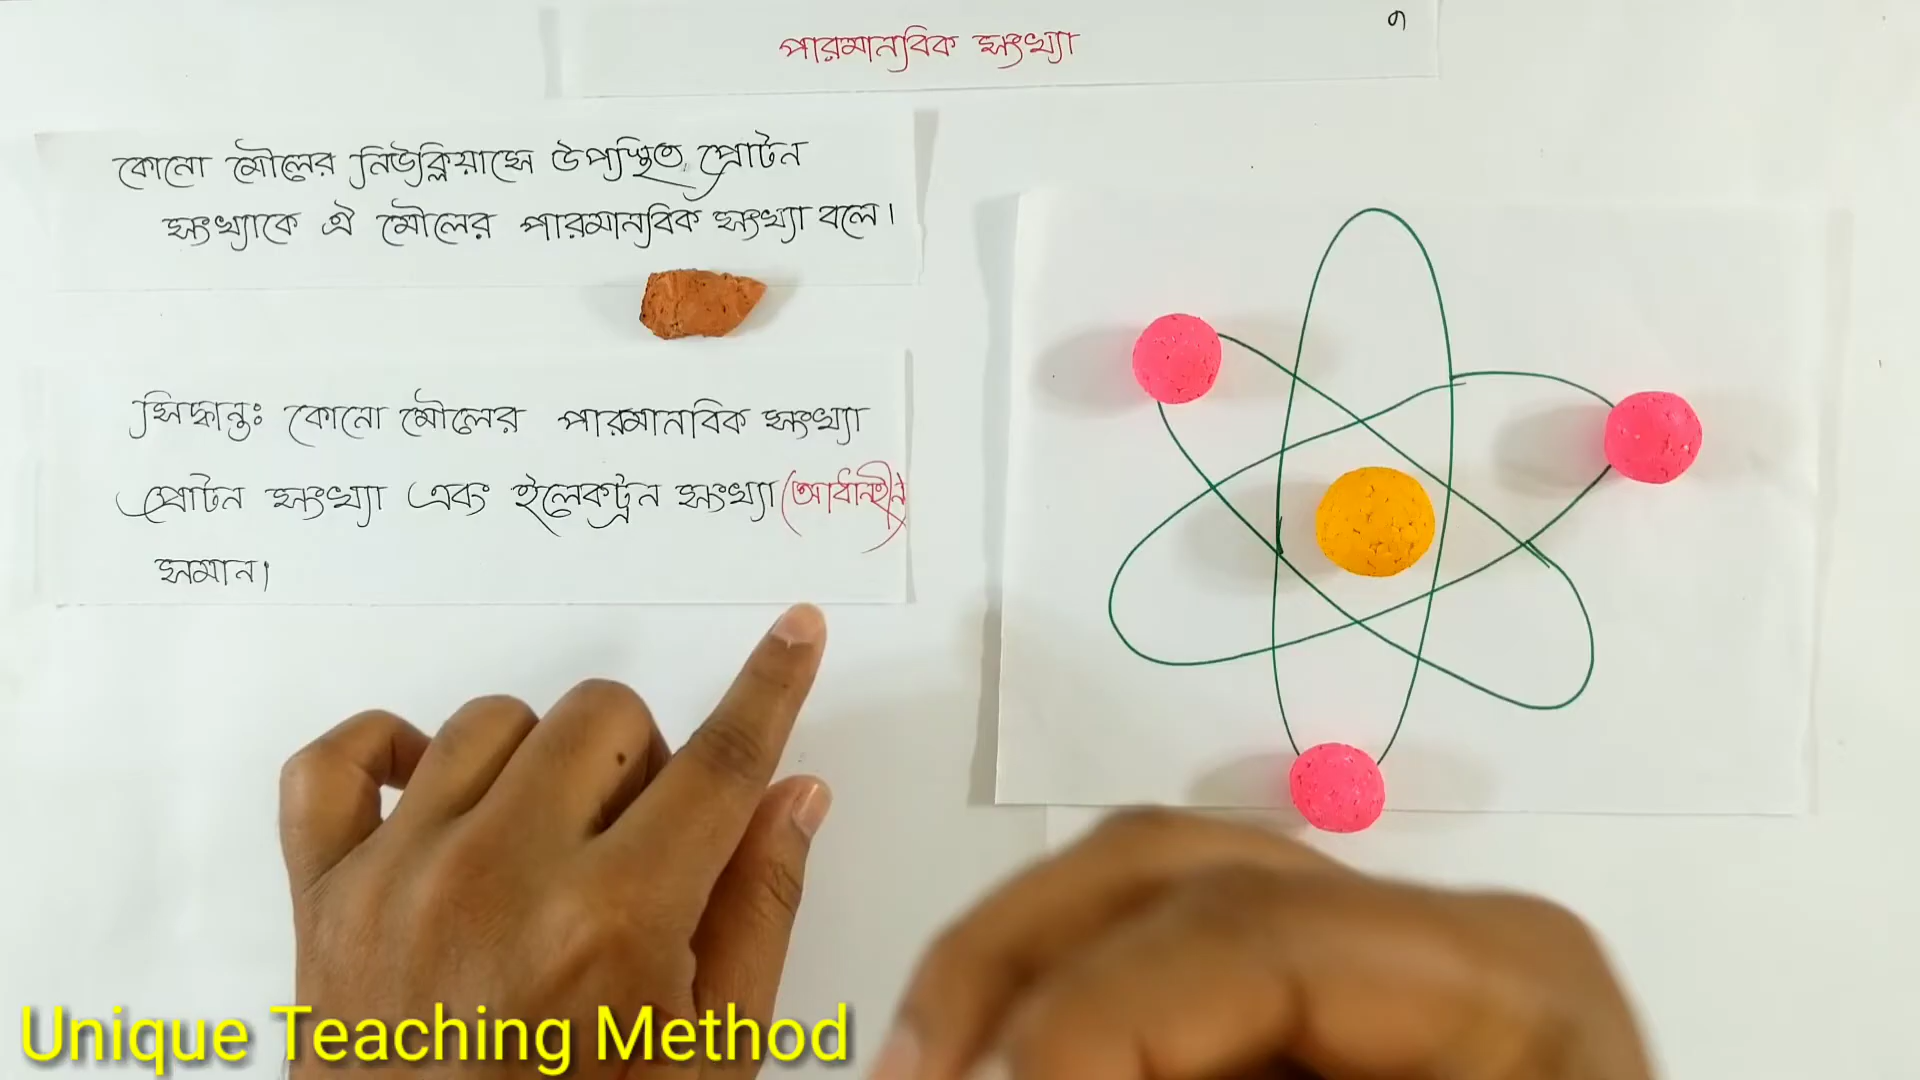 পারমানবিক সংখ্যা
৩
কোনো মৌলের নিউক্লিয়াসে উপস্থিত প্রোটন
সংখ্যাকে ঐ মৌলের পারমানবিক সংখ্যা বলে।
সিদ্ধান্তঃ কোনো মৌলের পারমানবিক সংখ্যা
প্রোটন সংখ্যা এবং ইলেকট্রন সংখ্যা (আধানহীন
সমান।
Unique Teaching Method